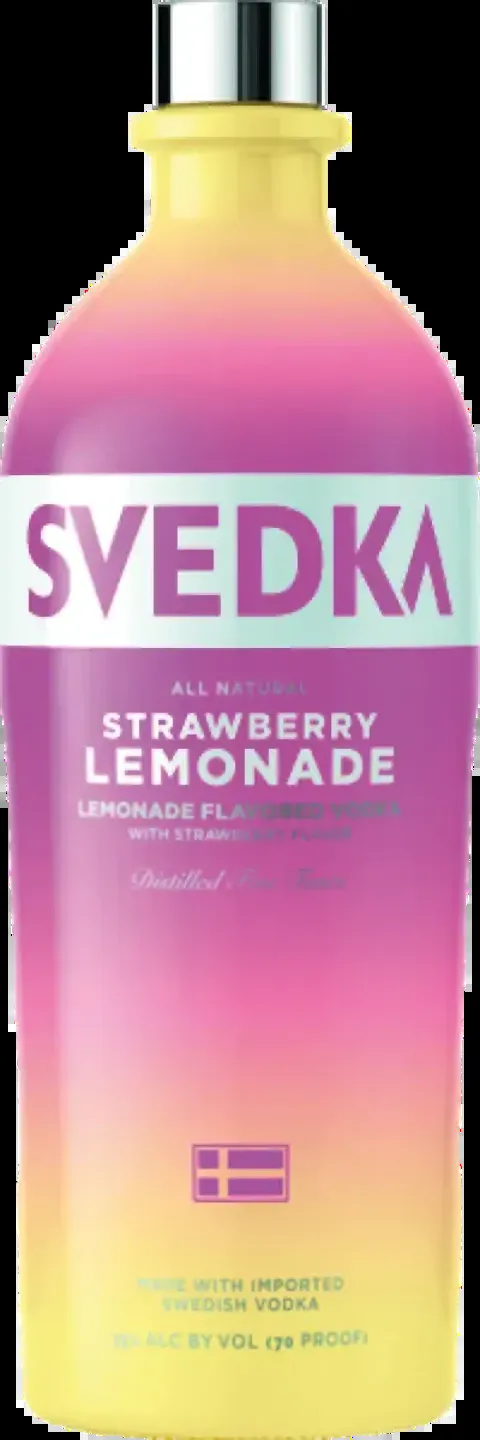 SVEDKA
ALL NATURAL
STRAWBERRY
LEMONADE
LEMONADE FLAVORED VODKA
WITH STRAWBERRY FLAVOR
Distilled Five Times
MADE WITH IMPORTED
SWEDISH VODKA
ALC BY VOL (70 PROOF)